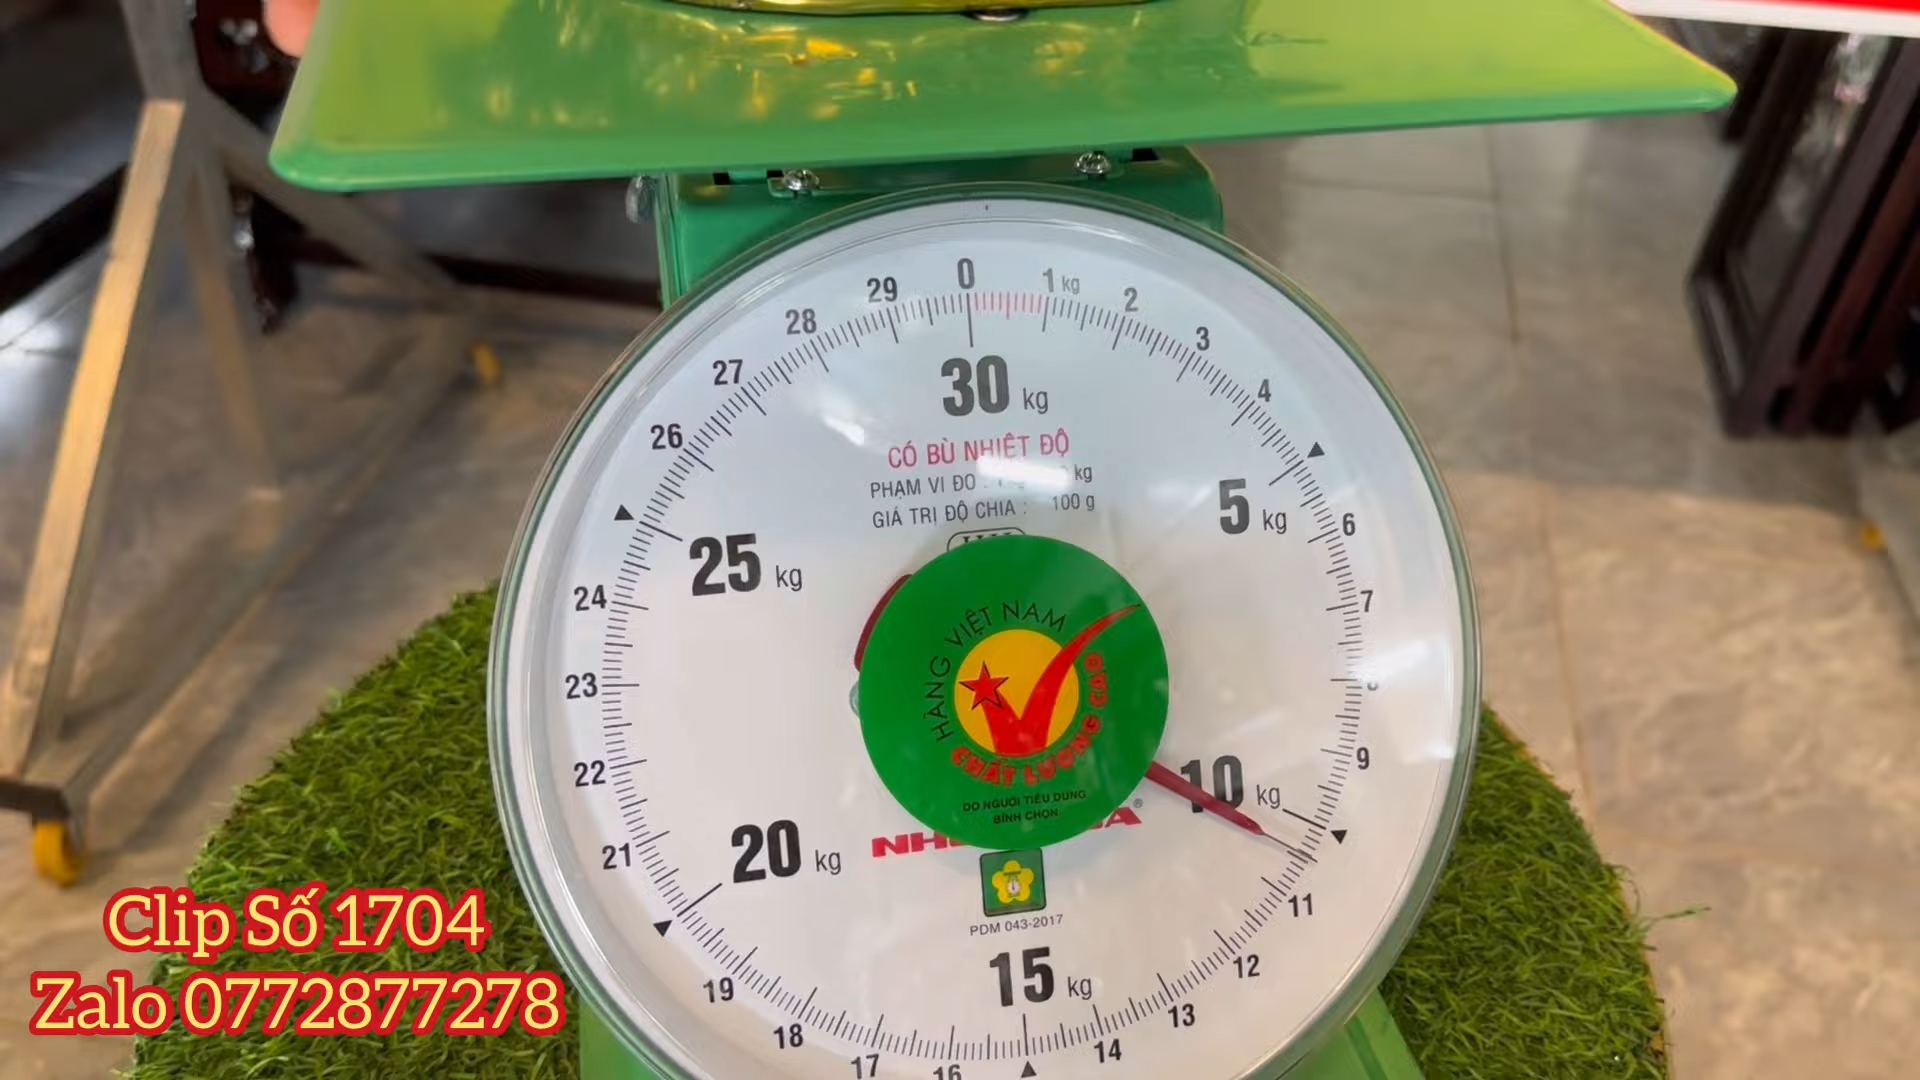 0
1 kg
2
3
4
5 kg
6
7
9
10 kg
11
12
13
14
15 kg
16
17
18
19
20 kg
21
22
23
24
25 kg
26
27
28
29
30 kg
CÓ BÙ NHIỆT ĐỘ
PHẠM VI ĐO : kg
GIÁ TRỊ ĐỘ CHIA : 100 g
HÀNG VIỆT NAM
CHẤT LƯỢNG CAO
DO NGƯỜI TIÊU DÙNG
BÌNH CHỌN
PDM 043-2017
Clip Số 1704
Zalo 0772877278